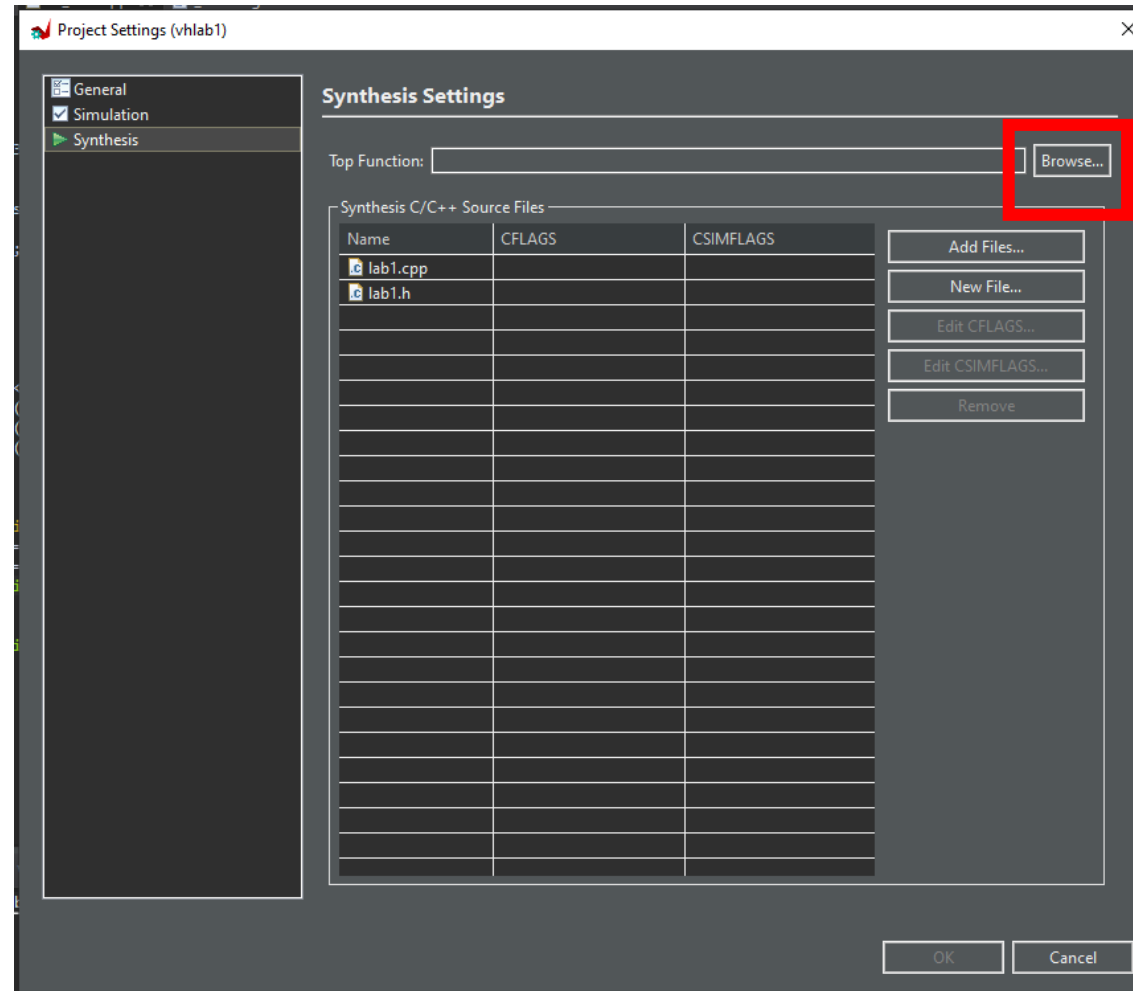 Project Settings (vhlab1)
General
Simulation
Synthesis
Synthesis Settings
Top Function:
Browse...
Synthesis C/C++ Source Files
Name CFLAGS CSIMFLAGS
lab1.cpp
lab1.h
Add Files...
New File...
Edit CFLAGS...
Edit CSIMFLAGS...
Remove
OK Cancel